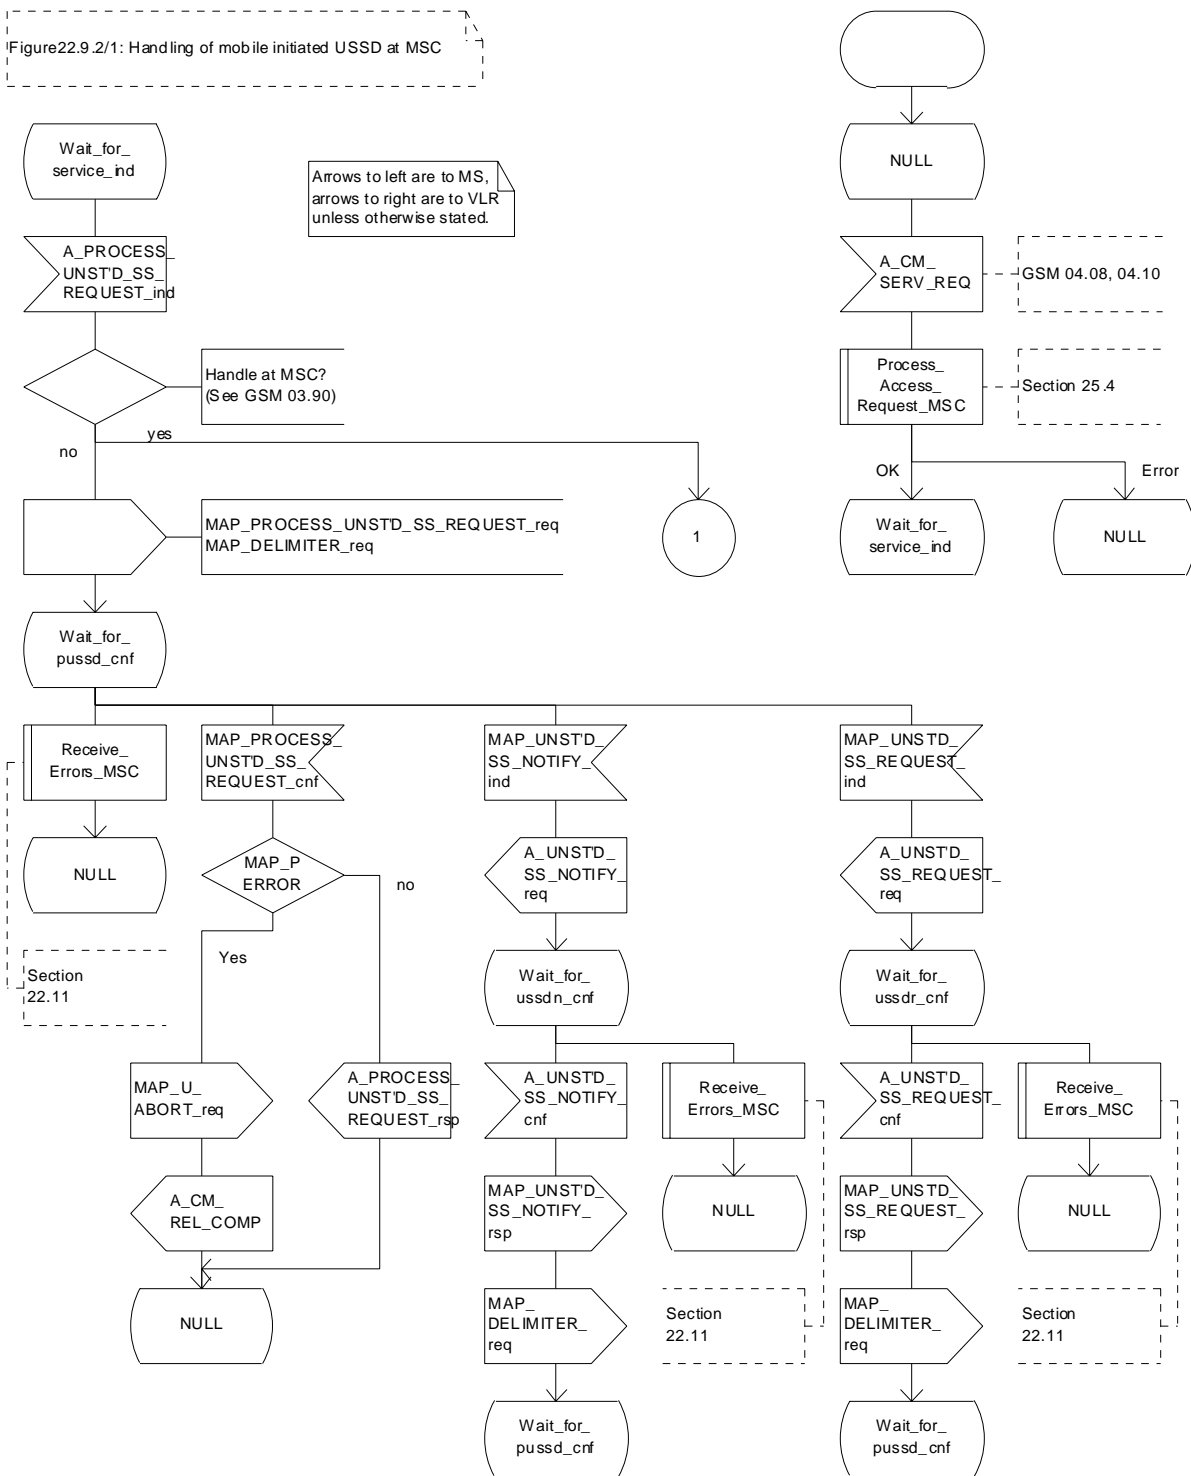 Figure22.9.2/1: Handling of mobile initiated USSD at MSC
Wait_for_
service_ind
Arrows to left are to MS,
arrows to right are to VLR
unless otherwise stated.
NULL
A_PROCESS_
UNST'D_SS_
REQUEST_ind
A_CM_
SERV_REQ
GSM 04.08, 04.10
Handle at MSC?
(See GSM 03.90)
Process_
Access_
Request_MSC
Section 25.4
no
yes
OK
Error
MAP_PROCESS_UNST'D_SS_REQUEST_req
MAP_DELIMITER_req
1
Wait_for_
service_ind
NULL
Wait_for_
pussd_cnf
Receive_
Errors_MSC
MAP_PROCESS_
UNST'D_SS_
REQUEST_cnf
MAP_UNST'D_
SS_NOTIFY_
ind
MAP_UNST'D_
SS_REQUEST_
ind
NULL
MAP_P
ERROR
no
A_UNST'D_
SS_NOTIFY_
req
A_UNST'D_
SS_REQUEST_
req
Yes
Section
22.11
Wait_for_
ussdn_cnf
Wait_for_
ussdr_cnf
MAP_U_
ABORT_req
A_PROCESS_
UNST'D_SS_
REQUEST_rsp
A_UNST'D_
SS_NOTIFY_
cnf
Receive_
Errors_MSC
A_UNST'D_
SS_REQUEST_
cnf
Receive_
Errors_MSC
A_CM_
REL_COMP
MAP_UNST'D_
SS_NOTIFY_
rsp
NULL
MAP_UNST'D_
SS_REQUEST_
rsp
NULL
NULL
MAP_
DELIMITER_
req
Section
22.11
MAP_
DELIMITER_
req
Section
22.11
Wait_for_
pussd_cnf
Wait_for_
pussd_cnf